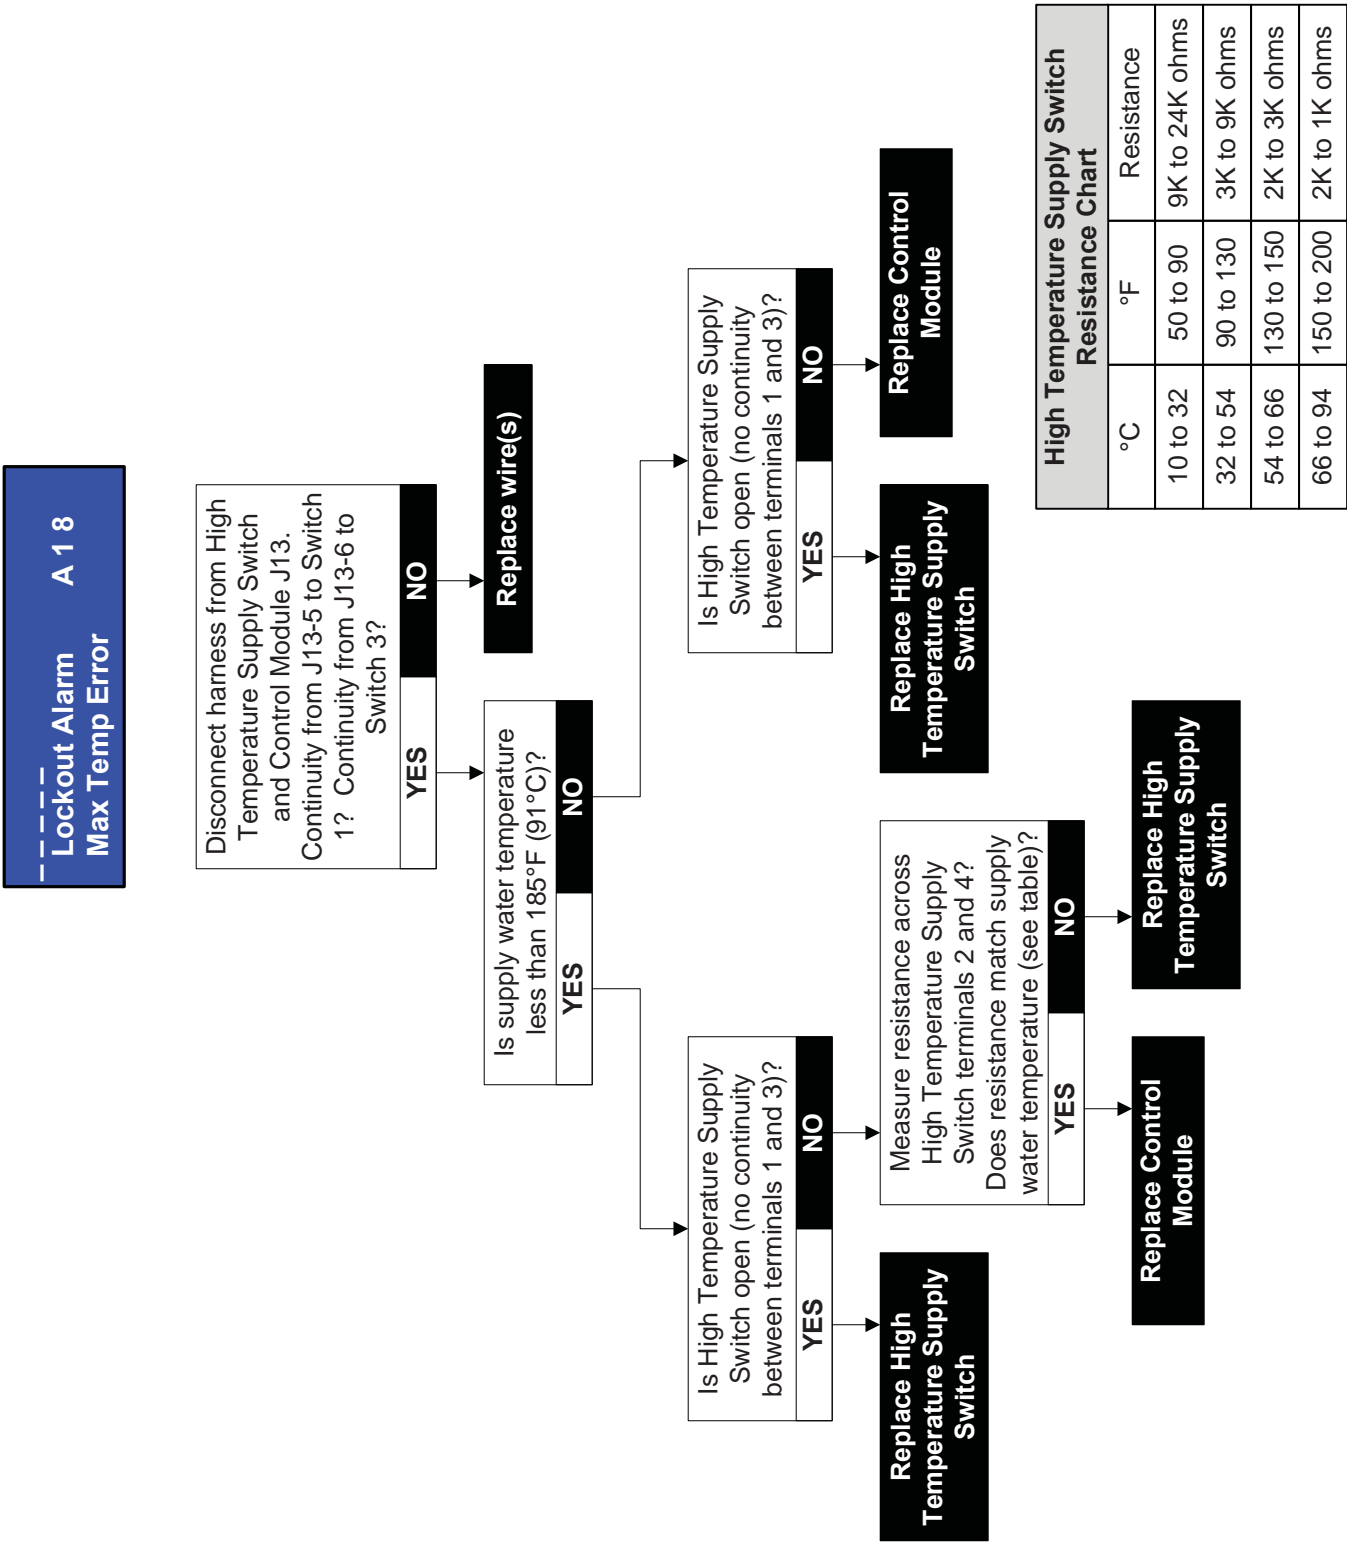 _ _ _ _ _
Lockout Alarm A 1 8
Max Temp Error
Disconnect harness from High
Temperature Supply Switch
and Control Module J13.
Continuity from J13-5 to Switch
1? Continuity from J13-6 to
Switch 3?
YES NO
Replace wire(s)
Is supply water temperature
less than 185°F (91°C)?
YES NO
Is High Temperature Supply
Switch open (no continuity
between terminals 1 and 3)?
YES NO
Replace High
Temperature Supply
Switch
Measure resistance across
High Temperature Supply
Switch terminals 2 and 4?
Does resistance match supply
water temperature (see table)?
YES NO
Replace Control
Module
Replace High
Temperature Supply
Switch
Is High Temperature Supply
Switch open (no continuity
between terminals 1 and 3)?
YES NO
Replace High
Temperature Supply
Switch
Replace Control
Module
High Temperature Supply Switch
Resistance Chart
°C °F Resistance
10 to 32 50 to 90 9K to 24K ohms
32 to 54 90 to 130 3K to 9K ohms
54 to 66 130 to 150 2K to 3K ohms
66 to 94 150 to 200 2K to 1K ohms